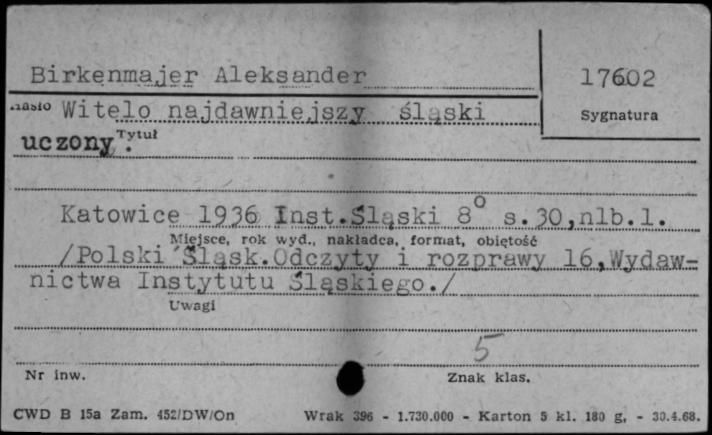 Birkenmajer Aleksander
17602
Hasło Witelo najdawniejszy śląski
Sygnatura
uczony.
Tytuł
Katowice 1936 Inst.Śląski 8° s.30,nlb.1.
Miejsce, rok wyd., nakładca, format, objętość
/Polski Śląsk.Odczyty i rozprawy 16,Wydaw-
nictwa Instytutu Śląskiego./
Uwagi
5
Nr inw.
Znak klas.
CWD B 15a Zam. 452/DW/On Wrak 396 - 1.730.000 - Karton 5 kl. 180 g, - 30.4.68.